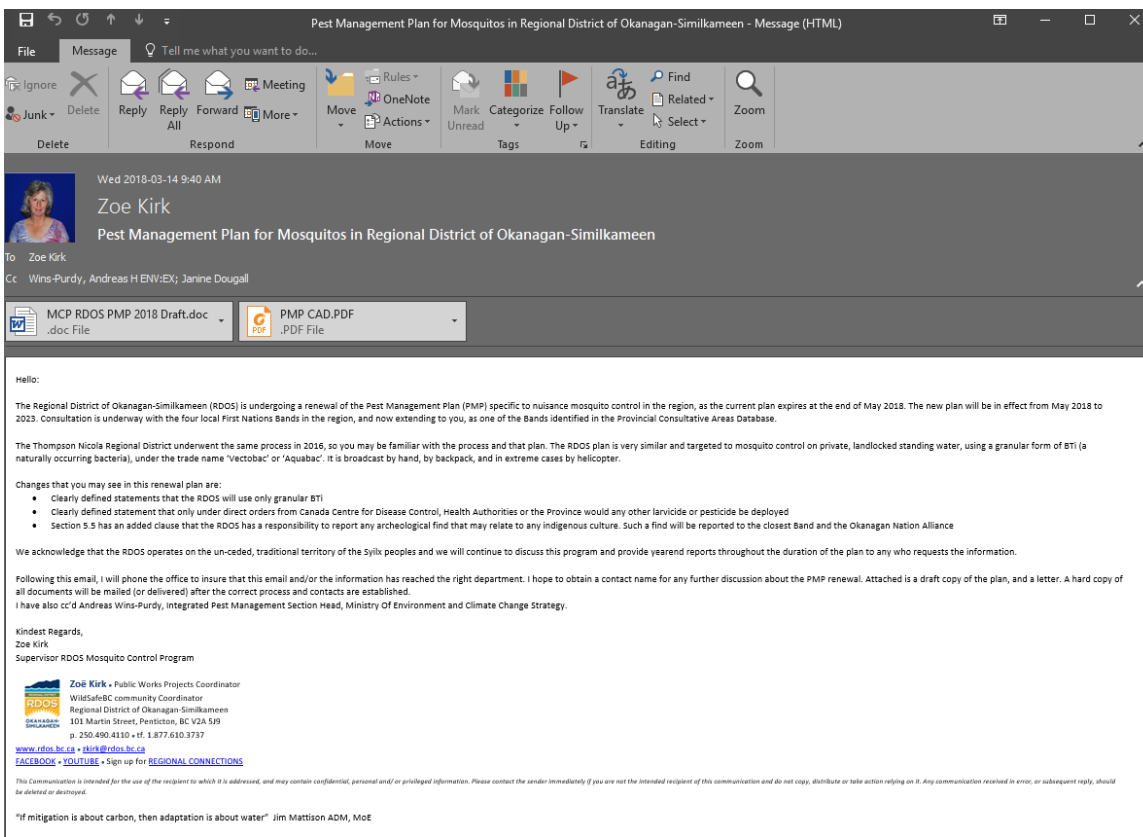 Pest Management Plan for Mosquitos in Regional District of Okanagan-Similkameen - Message (HTML)
File Message Tell me what you want to do...
Ignore
Junk
Delete
Reply
Reply All
Forward
Meeting
More
Move
Rules
OneNote
Actions
Mark Unread
Categorize
Follow Up
Translate
Find
Related
Select
Zoom
Delete Respond Move Tags Editing Zoom
Wed 2018-03-14 9:40 AM
Zoe Kirk
Pest Management Plan for Mosquitos in Regional District of Okanagan-Similkameen
To Zoe Kirk
Cc Wins-Purdy, Andreas H ENV:EX; Janine Dougall
MCP RDOS PMP 2018 Draft.doc
.doc File
PMP CAD.PDF
.PDF File
Hello:
The Regional District of Okanagan-Similkameen (RDOS) is undergoing a renewal of the Pest Management Plan (PMP) specific to nuisance mosquito control in the region, as the current plan expires at the end of May 2018. The new plan will be in effect from May 2018 to
2023. Consultation is underway with the four local First Nations Bands in the region, and now extending to you, as one of the Bands identified in the Provincial Consultative Areas Database.
The Thompson Nicola Regional District underwent the same process in 2016, so you may be familiar with the process and that plan. The RDOS plan is very similar and targeted to mosquito control on private, landlocked standing water, using a granular form of BTi (a
naturally occurring bacteria), under the trade name ‘Vectobac’ or ‘Aquabac’. It is broadcast by hand, by backpack, and in extreme cases by helicopter.
Changes that you may see in this renewal plan are:
• Clearly defined statements that the RDOS will use only granular BTi
• Clearly defined statement that only under direct orders from Canada Centre for Disease Control, Health Authorities or the Province would any other larvicide or pesticide be deployed
• Section 5.5 has an added clause that the RDOS has a responsibility to report any archeological find that may relate to any indigenous culture. Such a find will be reported to the closest Band and the Okanagan Nation Alliance
We acknowledge that the RDOS operates on the un-ceded, traditional territory of the Syilx peoples and we will continue to discuss this program and provide yearend reports throughout the duration of the plan to any who requests the information.
Following this email, I will phone the office to insure that this email and/or the information has reached the right department. I hope to obtain a contact name for any further discussion about the PMP renewal. Attached is a draft copy of the plan, and a letter. A hard copy of
all documents will be mailed (or delivered) after the correct process and contacts are established.
I have also cc’d Andreas Wins-Purdy, Integrated Pest Management Section Head, Ministry Of Environment and Climate Change Strategy.
Kindest Regards,
Zoe Kirk
Supervisor RDOS Mosquito Control Program
RDOS
OKANAGAN-
SIMILKAMEEN
Zoë Kirk • Public Works Projects Coordinator
WildSafeBC community Coordinator
Regional District of Okanagan-Similkameen
101 Martin Street, Penticton, BC V2A 5J9
p. 250.490.4110 • tf. 1.877.610.3737
www.rdos.bc.ca • zkirk@rdos.bc.ca
FACEBOOK • YOUTUBE • Sign up for REGIONAL CONNECTIONS
This Communication is intended for the use of the recipient to which it is addressed, and may contain confidential, personal and/ or privileged information. Please contact the sender immediately if you are not the intended recipient of this communication and do not copy, distribute or take action relying on it. Any communication received in error, or subsequent reply, should
be deleted or destroyed.
“If mitigation is about carbon, then adaptation is about water” Jim Mattison ADM, MoE